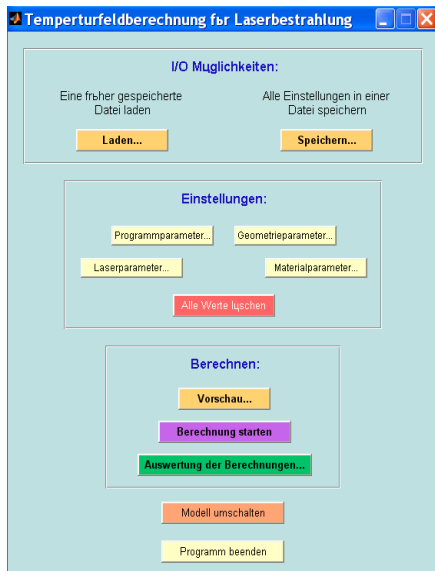 Temperturfeldberechnung fьr Laserbestrahlung
I/O Mцglichkeiten:
Eine frьher gespeicherte
Datei laden
Alle Einstellungen in einer
Datei speichern
Laden...
Speichern...
Einstellungen:
Programmparameter...
Geometrieparameter...
Laserparameter...
Materialparameter...
Alle Werte lцschen
Berechnen:
Vorschau...
Berechnung starten
Auswertung der Berechnungen...
Modell umschalten
Programm beenden